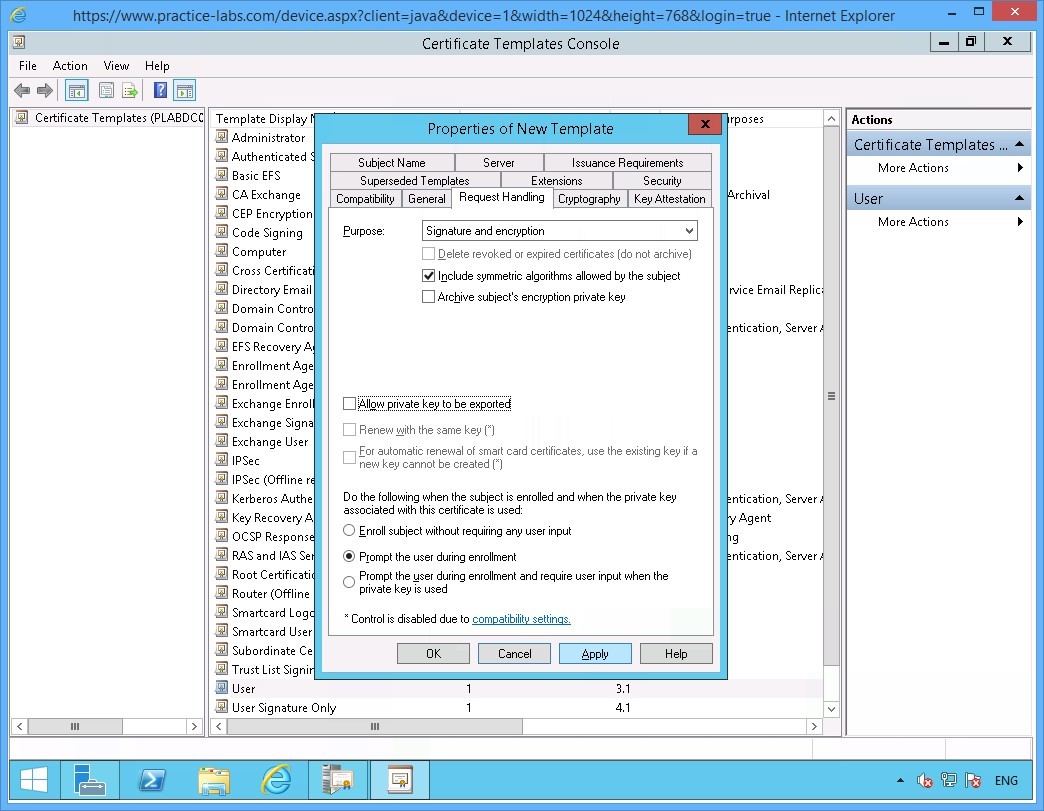 https://www.practice-labs.com/device.aspx?client=java&device=1&width=1024&height=768&login=true - Internet Explorer
Certificate Templates Console
File Action View Help
Certificate Templates (PLABDC0
Template Display
Administrator
Authenticated S
Basic EFS
CA Exchange
CEP Encryption
Code Signing
Computer
Cross Certificati
Directory Email
Domain Contro
Domain Contro
EFS Recovery Ag
Enrollment Age
Enrollment Age
Exchange Enroll
Exchange Signa
Exchange User
IPSec
IPSec (Offline re
Kerberos Authe
Key Recovery A
OCSP Response
RAS and IAS Ser
Root Certificatio
Router (Offline
Smartcard Logo
Smartcard User
Subordinate Ce
Trust List Signin
User 1 3.1
User Signature Only 1 4.1
urposes
Archival
rvice Email Replica
entication, Server A
entication, Server A
y Agent
ng
entication, Server A
Properties of New Template
Subject Name Server Issuance Requirements
Superseded Templates Extensions Security
Compatibility General Request Handling Cryptography Key Attestation
Purpose: Signature and encryption
Delete revoked or expired certificates (do not archive)
Include symmetric algorithms allowed by the subject
Archive subject's encryption private key
Allow private key to be exported
Renew with the same key (*)
For automatic renewal of smart card certificates, use the existing key if a
new key cannot be created (*)
Do the following when the subject is enrolled and when the private key
associated with this certificate is used:
Enroll subject without requiring any user input
Prompt the user during enrollment
Prompt the user during enrollment and require user input when the
private key is used
* Control is disabled due to compatibility settings.
OK Cancel Apply Help
Actions
Certificate Templates ...
More Actions
User
More Actions
ENG